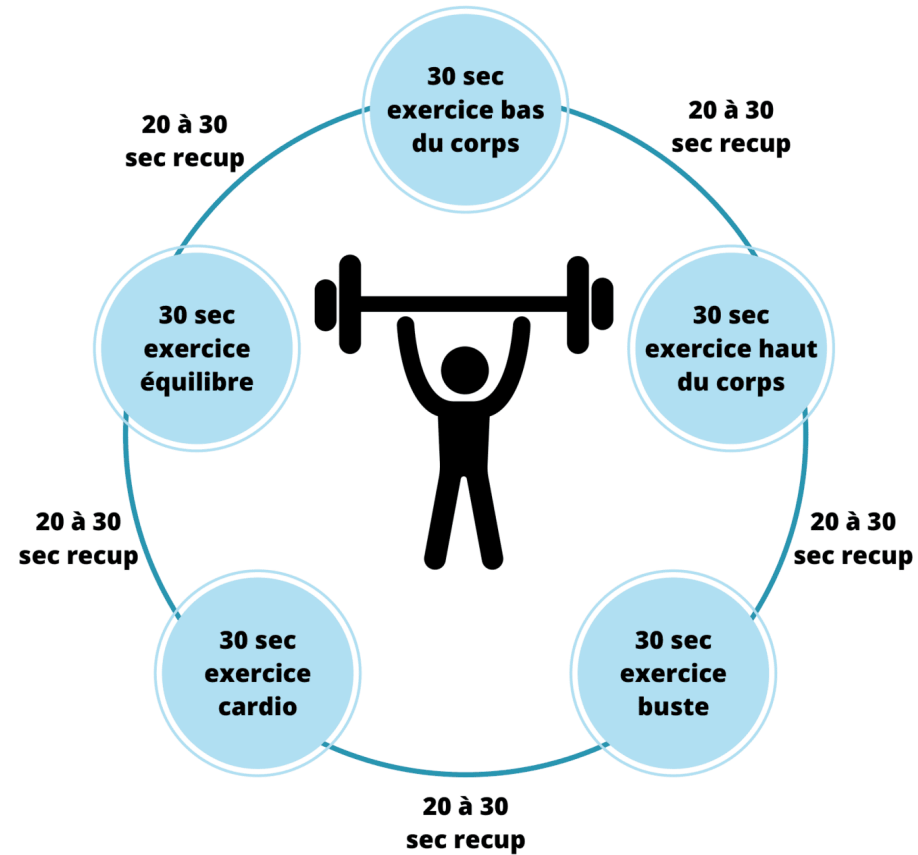 30 sec
exercice bas
du corps
20 à 30
sec recup
30 sec
exercice haut
du corps
20 à 30
sec recup
30 sec
exercice
buste
20 à 30
sec recup
30 sec
exercice
cardio
20 à 30
sec recup
30 sec
exercice
équilibre
20 à 30
sec recup